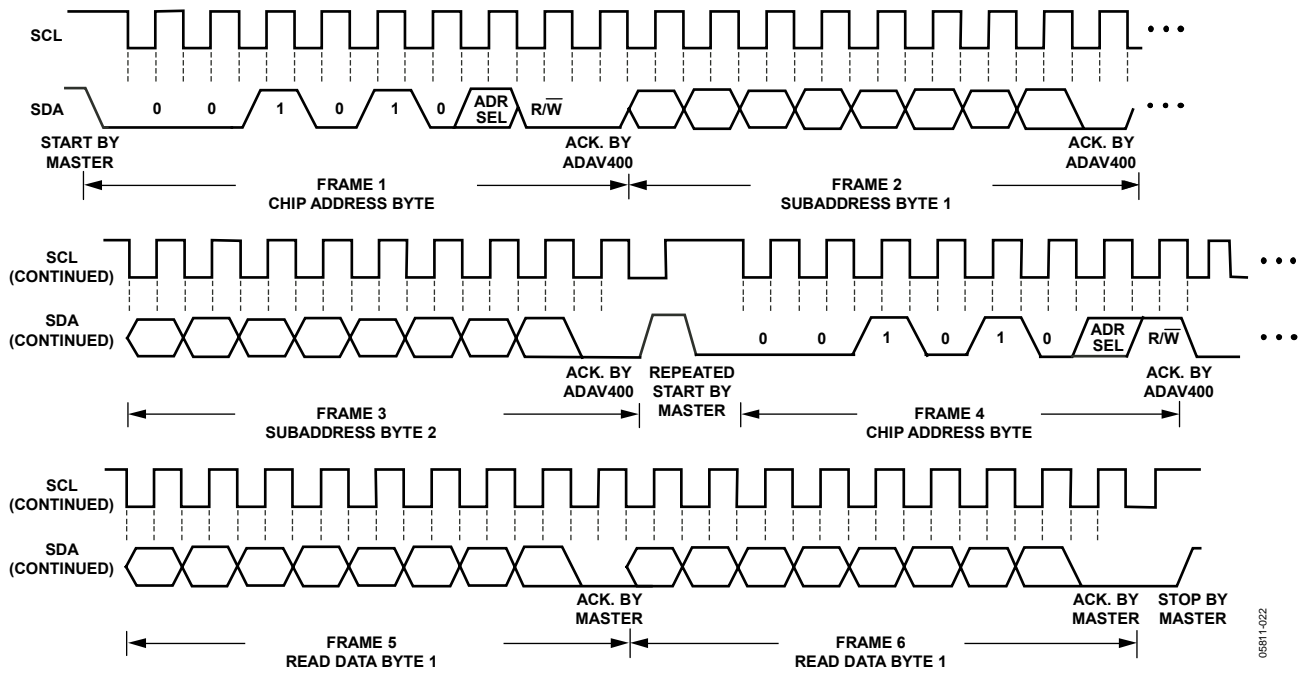 SCL
SDA
0 0 1 0 1 0 ADR SEL R/W̅
START BY MASTER
ACK. BY ADAV400
ACK. BY ADAV400
FRAME 1
CHIP ADDRESS BYTE
FRAME 2
SUBADDRESS BYTE 1
SCL
(CONTINUED)
SDA
(CONTINUED)
0 0 1 0 1 0 ADR SEL R/W̅
ACK. BY ADAV400
REPEATED START BY MASTER
ACK. BY ADAV400
FRAME 3
SUBADDRESS BYTE 2
FRAME 4
CHIP ADDRESS BYTE
SCL
(CONTINUED)
SDA
(CONTINUED)
ACK. BY MASTER
ACK. BY MASTER
STOP BY MASTER
FRAME 5
READ DATA BYTE 1
FRAME 6
READ DATA BYTE 1
05811-022